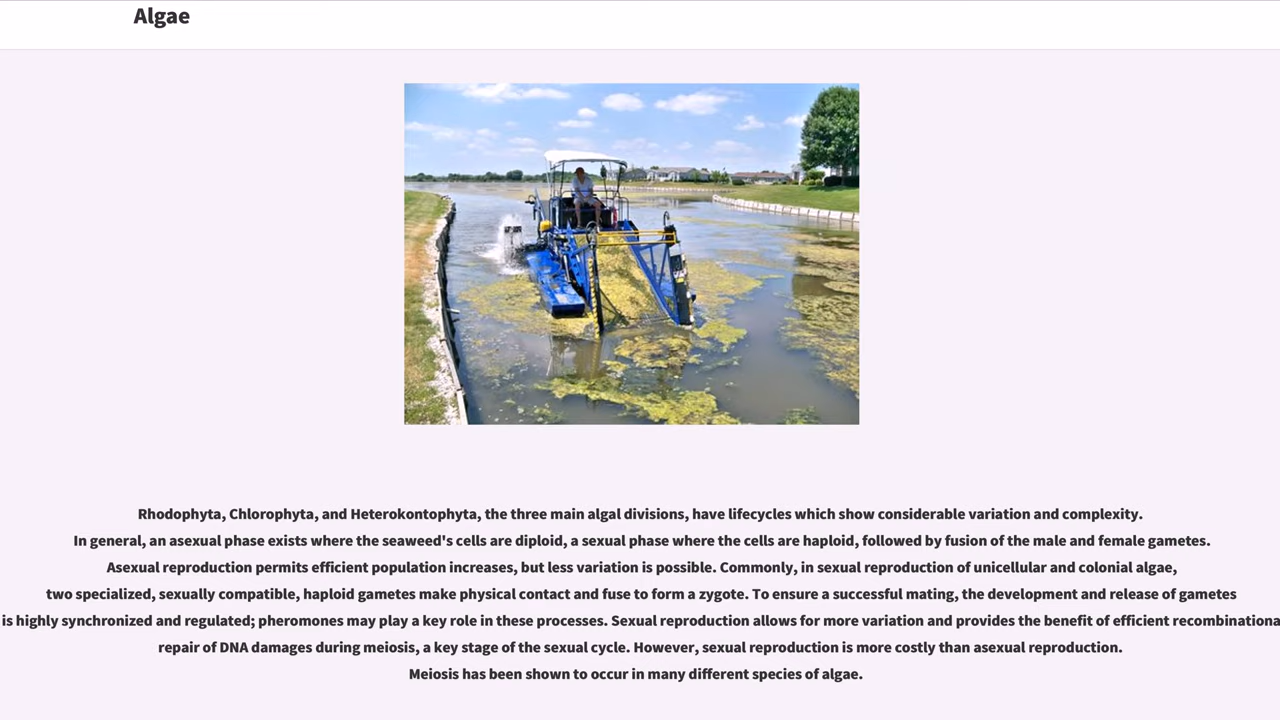 Algae
Rhodophyta, Chlorophyta, and Heterokontophyta, the three main algal divisions, have lifecycles which show considerable variation and complexity.
In general, an asexual phase exists where the seaweed's cells are diploid, a sexual phase where the cells are haploid, followed by fusion of the male and female gametes.
Asexual reproduction permits efficient population increases, but less variation is possible. Commonly, in sexual reproduction of unicellular and colonial algae,
two specialized, sexually compatible, haploid gametes make physical contact and fuse to form a zygote. To ensure a successful mating, the development and release of gametes
is highly synchronized and regulated; pheromones may play a key role in these processes. Sexual reproduction allows for more variation and provides the benefit of efficient recombinationa
repair of DNA damages during meiosis, a key stage of the sexual cycle. However, sexual reproduction is more costly than asexual reproduction.
Meiosis has been shown to occur in many different species of algae.